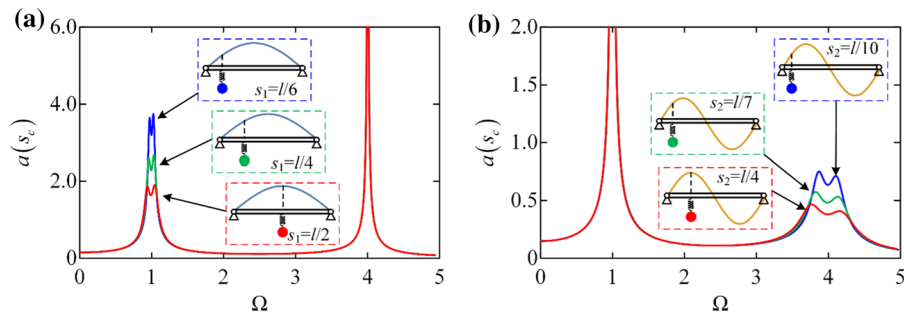 (a)
6.0
4.0
2.0
0
a(s_c)
s₁=l/6
s₁=l/4
s₁=l/2
0 1 2 3 4 5
Ω
(b)
2.0
1.5
1.0
0.5
0
a(s_c)
s₂=l/10
s₂=l/7
s₂=l/4
0 1 2 3 4 5
Ω